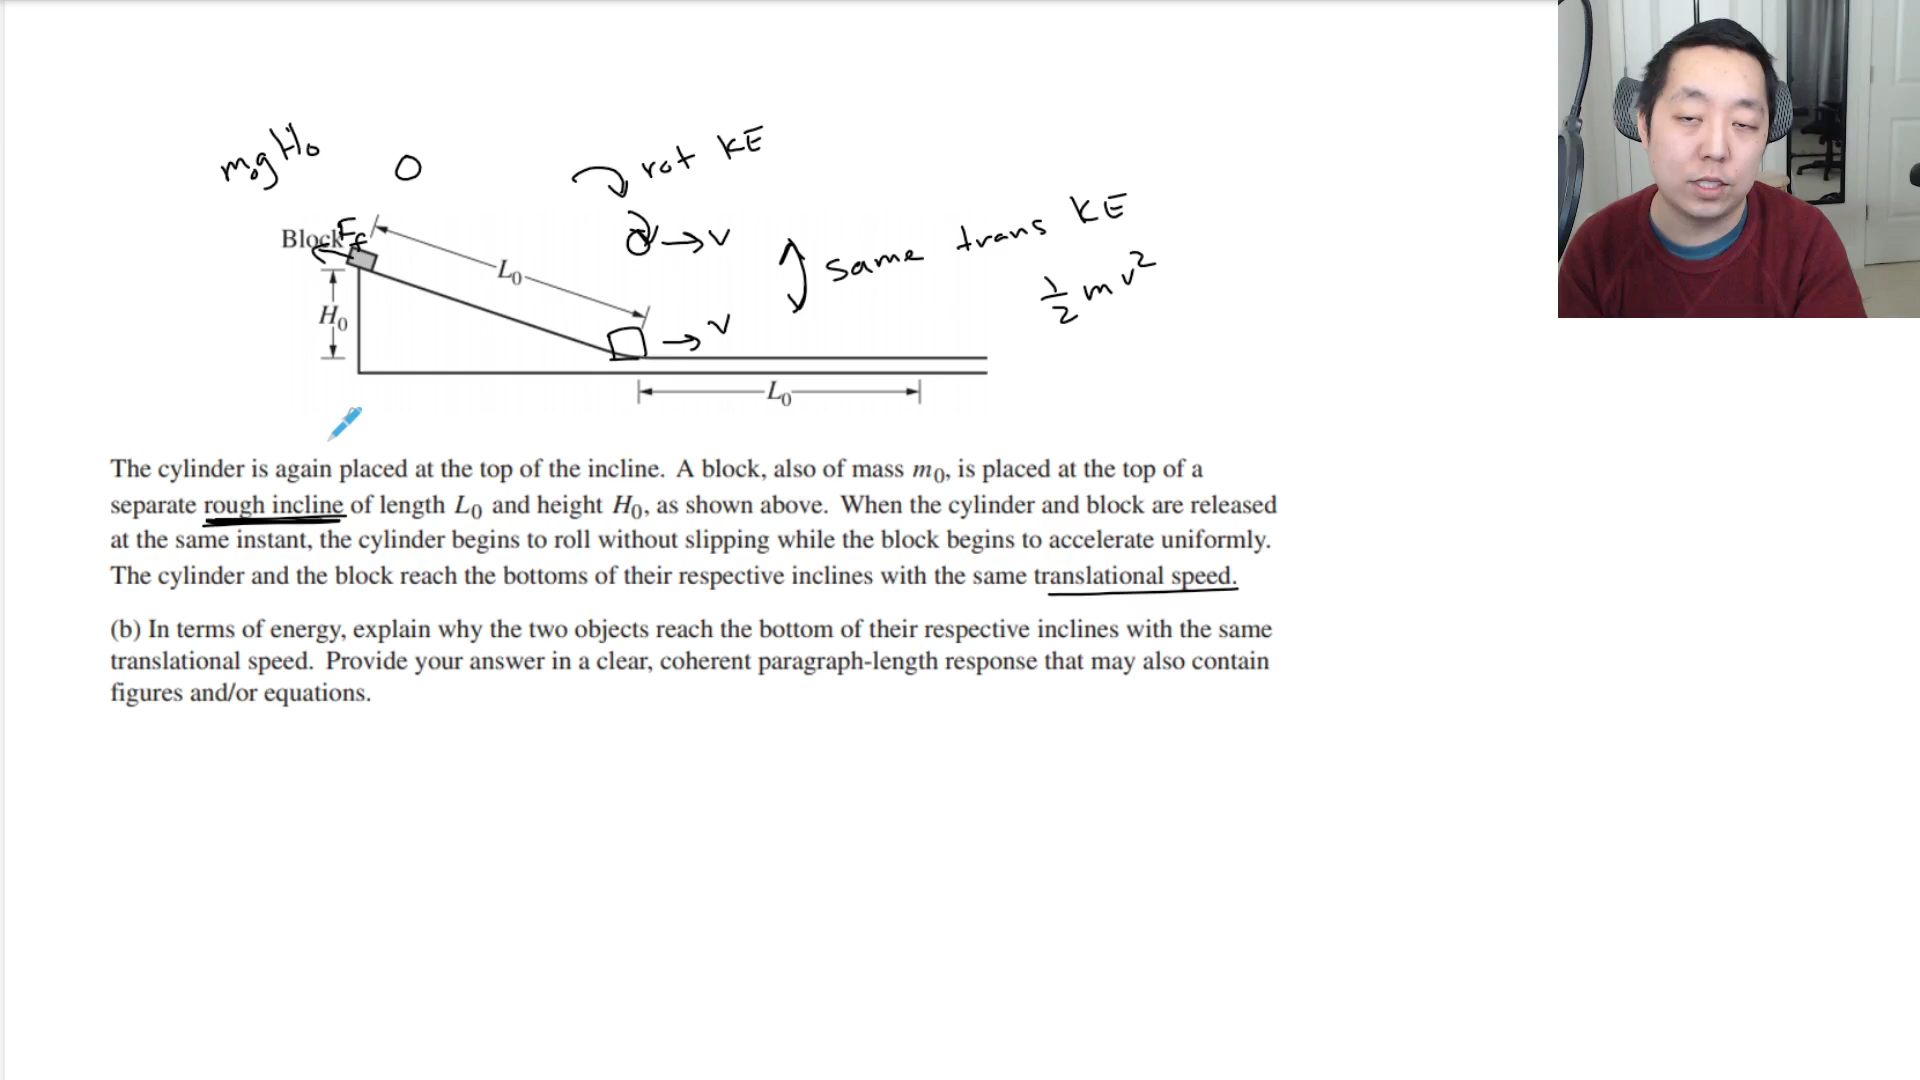 m₀gH₀
O
rot KE
→v
same trans KE
½mv²
Block
F_f
L₀
H₀
→v
L₀
The cylinder is again placed at the top of the incline. A block, also of mass m₀, is placed at the top of a
separate rough incline of length L₀ and height H₀, as shown above. When the cylinder and block are released
at the same instant, the cylinder begins to roll without slipping while the block begins to accelerate uniformly.
The cylinder and the block reach the bottoms of their respective inclines with the same translational speed.
(b) In terms of energy, explain why the two objects reach the bottom of their respective inclines with the same
translational speed. Provide your answer in a clear, coherent paragraph-length response that may also contain
figures and/or equations.